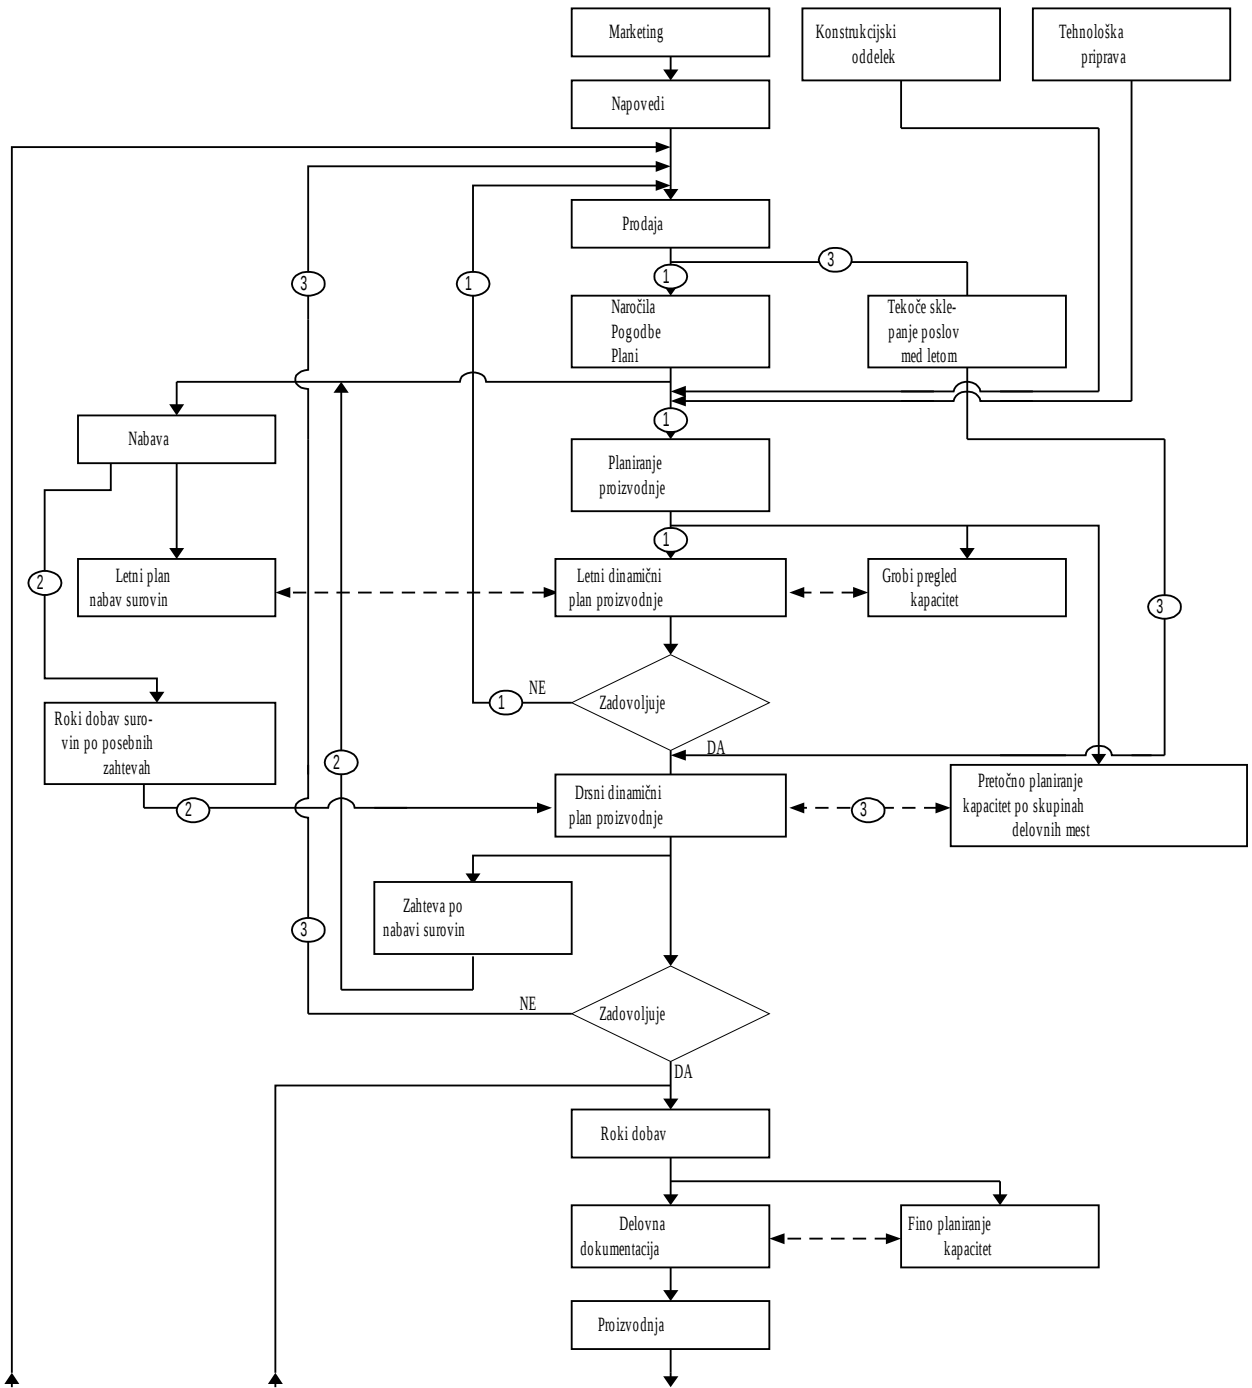 Marketing
Konstrukcijski
oddelek
Tehnološka
priprava
Napovedi
Prodaja
3
1
3
1
Naročila
Pogodbe
Plani
Tekoče skle-
panje poslov
med letom
1
Nabava
Planiranje
proizvodnje
1
2
Letni plan
nabav surovin
Letni dinamični
plan proizvodnje
Grobi pregled
kapacitet
3
NE
1
Zadovoljuje
DA
Roki dobav suro-
vin po posebnih
zahtevah
2
2
Drsni dinamični
plan proizvodnje
3
Pretočno planiranje
kapacitet po skupinah
delovnih mest
Zahteva po
nabavi surovin
3
NE
Zadovoljuje
DA
Roki dobav
Delovna
dokumentacija
Fino planiranje
kapacitet
Proizvodnja